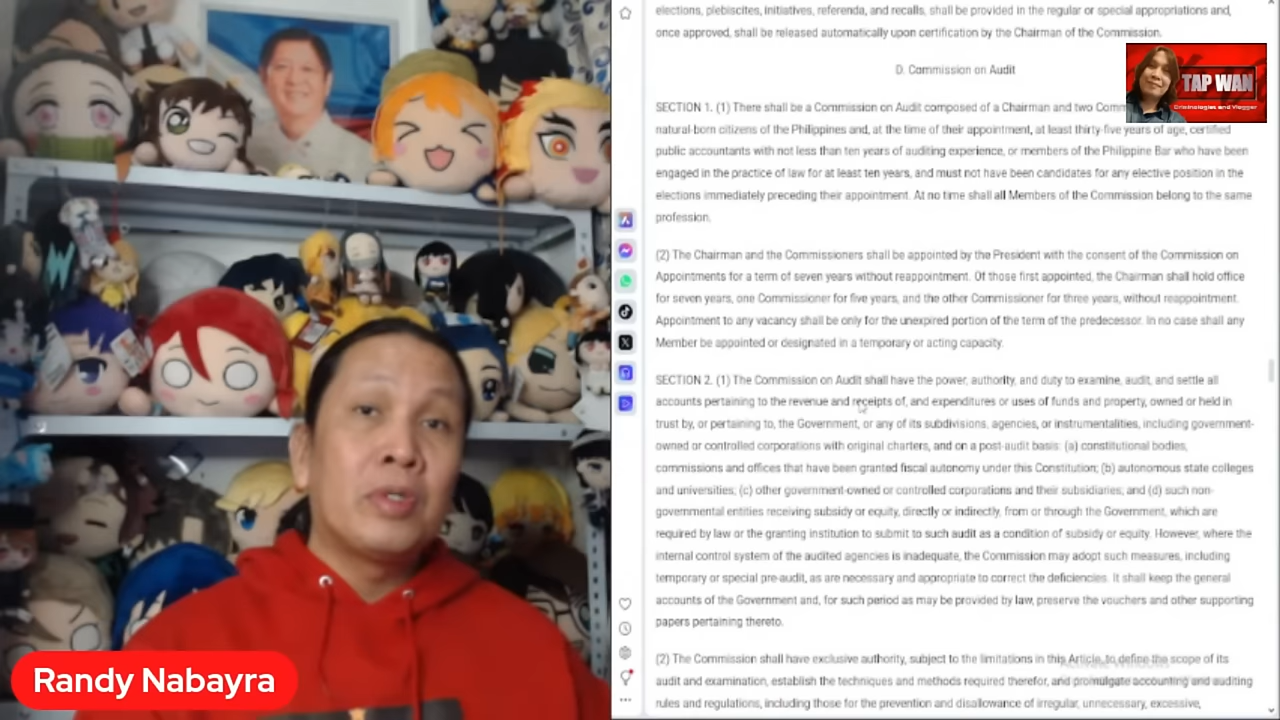 elections, plebiscites, initiatives, referenda, and recalls, shall be provided in the regular or special appropriations and,
once approved, shall be released automatically upon certification by the Chairman of the Commission.
D. Commission on Audit
TAP WAN
Criminologies and Vlogger
SECTION 1. (1) There shall be a Commission on Audit composed of a Chairman and two Comm
natural-born citizens of the Philippines and, at the time of their appointment, at least thirty-five years of age, certified
public accountants with not less than ten years of auditing experience, or members of the Philippine Bar who have been
engaged in the practice of law for at least ten years, and must not have been candidates for any elective position in the
elections immediately preceding their appointment. At no time shall all Members of the Commission belong to the same
profession.
(2) The Chairman and the Commissioners shall be appointed by the President with the consent of the Commission on
Appointments for a term of seven years without reappointment. Of those first appointed, the Chairman shall hold office
for seven years, one Commissioner for five years, and the other Commissioner for three years, without reappointment.
Appointment to any vacancy shall be only for the unexpired portion of the term of the predecessor. In no case shall any
Member be appointed or designated in a temporary or acting capacity.
SECTION 2. (1) The Commission on Audit shall have the power, authority, and duty to examine, audit, and settle all
accounts pertaining to the revenue and receipts of, and expenditures or uses of funds and property, owned or held in
trust by, or pertaining to, the Government, or any of its subdivisions, agencies, or instrumentalities, including government-
owned or controlled corporations with original charters, and on a post-audit basis: (a) constitutional bodies,
commissions and offices that have been granted fiscal autonomy under this Constitution; (b) autonomous state colleges
and universities; (c) other government-owned or controlled corporations and their subsidiaries; and (d) such non-
governmental entities receiving subsidy or equity, directly or indirectly, from or through the Government, which are
required by law or the granting institution to submit to such audit as a condition of subsidy or equity. However, where the
internal control system of the audited agencies is inadequate, the Commission may adopt such measures, including
temporary or special pre-audit, as are necessary and appropriate to correct the deficiencies. It shall keep the general
accounts of the Government and, for such period as may be provided by law, preserve the vouchers and other supporting
papers pertaining thereto.
(2) The Commission shall have exclusive authority, subject to the limitations in this Article, to define the scope of its
audit and examination, establish the techniques and methods required therefor, and promulgate accounting and auditing
rules and regulations, including those for the prevention and disallowance of irregular, unnecessary, excessive,
Activate Windows
Randy Nabayra